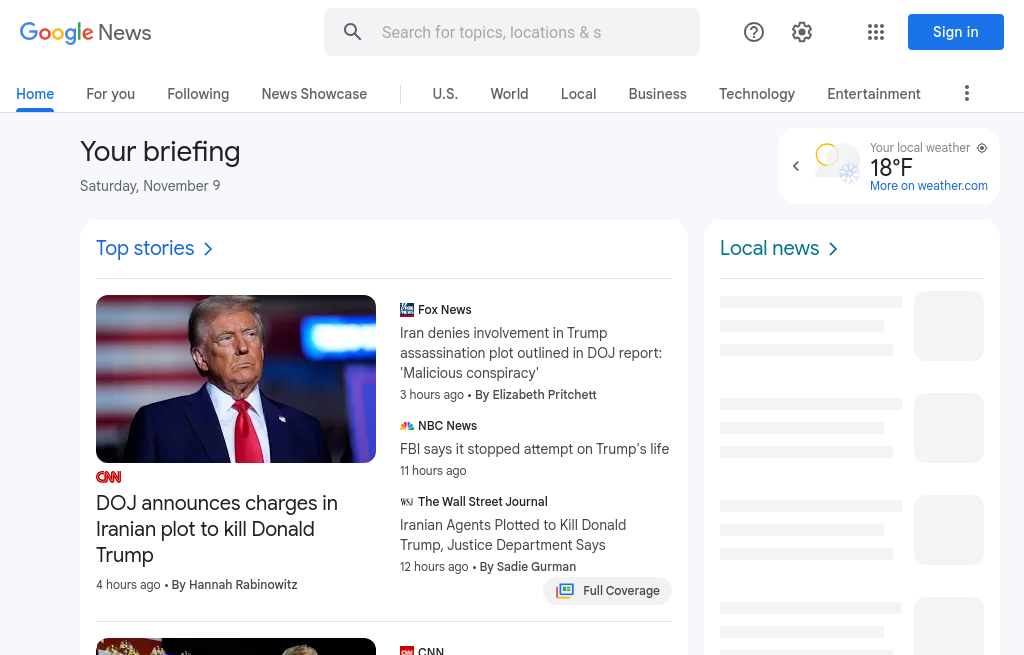 Google News
Search for topics, locations & s
Sign in
Home
For you
Following
News Showcase
U.S.
World
Local
Business
Technology
Entertainment
Your briefing
Saturday, November 9
Your local weather
18°F
More on weather.com
Top stories
CNN
DOJ announces charges in
Iranian plot to kill Donald
Trump
4 hours ago • By Hannah Rabinowitz
Fox News
Iran denies involvement in Trump
assassination plot outlined in DOJ report:
'Malicious conspiracy'
3 hours ago • By Elizabeth Pritchett
NBC News
FBI says it stopped attempt on Trump's life
11 hours ago
WSJ The Wall Street Journal
Iranian Agents Plotted to Kill Donald
Trump, Justice Department Says
12 hours ago • By Sadie Gurman
Full Coverage
CNN
Local news